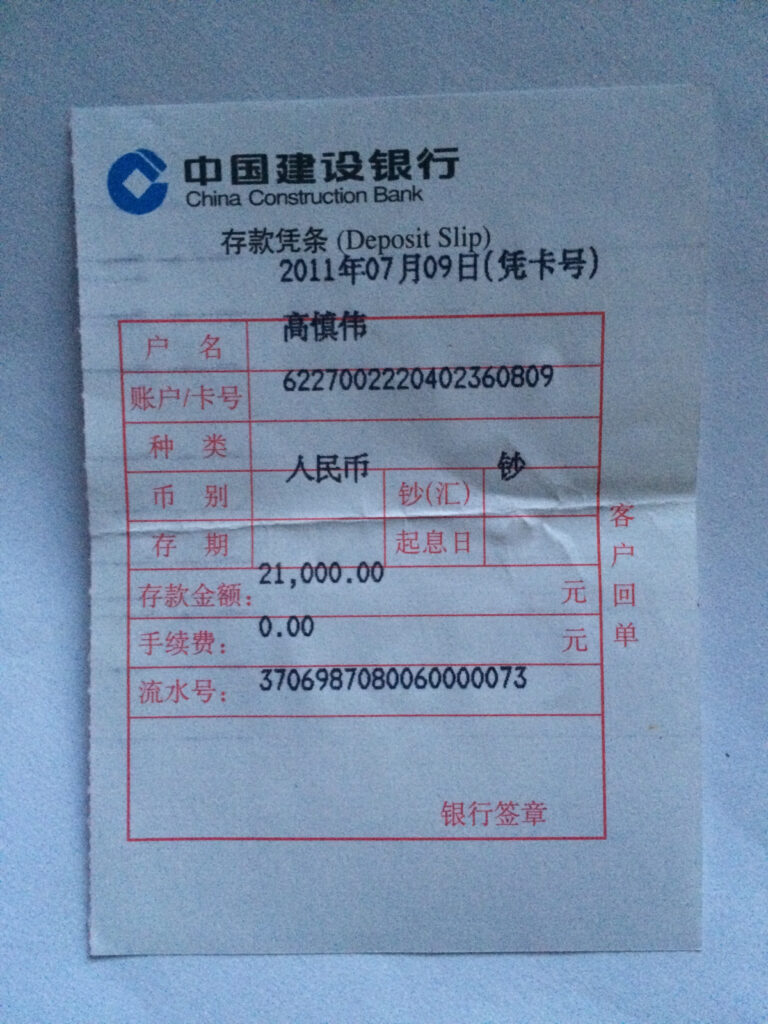 中国建设银行
China Construction Bank
存款凭条 (Deposit Slip)
2011年07月09日(凭卡号)
户名 高慎伟
账户/卡号 6227002220402360809
种类
币别 人民币 钞(汇) 钞
存期 起息日
存款金额: 21,000.00 元
手续费: 0.00 元
流水号: 3706987080060000073
银行签章
客户回单